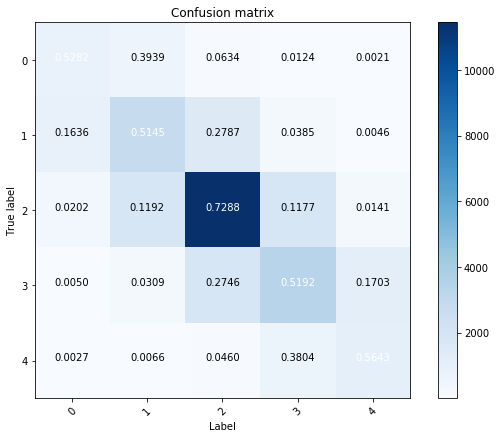 Confusion matrix
0 0.5282 0.3939 0.0634 0.0124 0.0021
1 0.1636 0.5145 0.2787 0.0385 0.0046
2 0.0202 0.1192 0.7288 0.1177 0.0141
3 0.0050 0.0309 0.2746 0.5192 0.1703
4 0.0027 0.0066 0.0460 0.3804 0.5643
0 1 2 3 4
True label
Label
10000
8000
6000
4000
2000